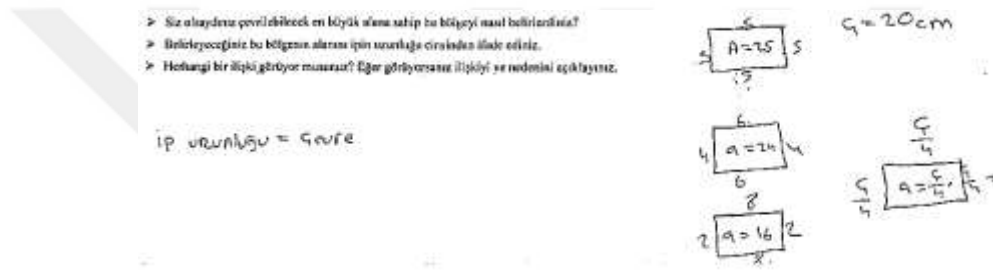 ➤ Siz olsaydınız çevrilebilecek en büyük alana sahip bu bölgeyi nasıl belirlerdiniz?
➤ Belirleyeceğiniz bu bölgenin alanını ipin uzunluğu cinsinden ifade ediniz.
➤ Herhangi bir ilişki görüyor musunuz? Eğer görüyorsanız ilişkiyi ve nedenini açıklayınız.
ip uzunluğu = Çevre
Ç = 20cm
5
5 A=25 5
5
6
4 a=24 4
6
8
2 a=16 2
8
Ç/4
Ç/4 a=Ç/4 · Ç/4